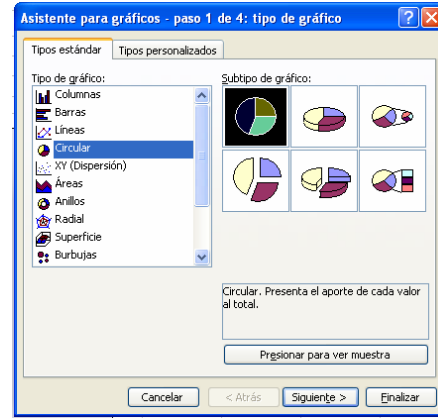 Asistente para gráficos - paso 1 de 4: tipo de gráfico
Tipos estándar
Tipos personalizados
Tipo de gráfico:
Subtipo de gráfico:
Columnas
Barras
Líneas
Circular
XY (Dispersión)
Áreas
Anillos
Radial
Superficie
Burbujas
Circular. Presenta el aporte de cada valor
al total.
Presionar para ver muestra
Cancelar
< Atrás
Siguiente >
Finalizar